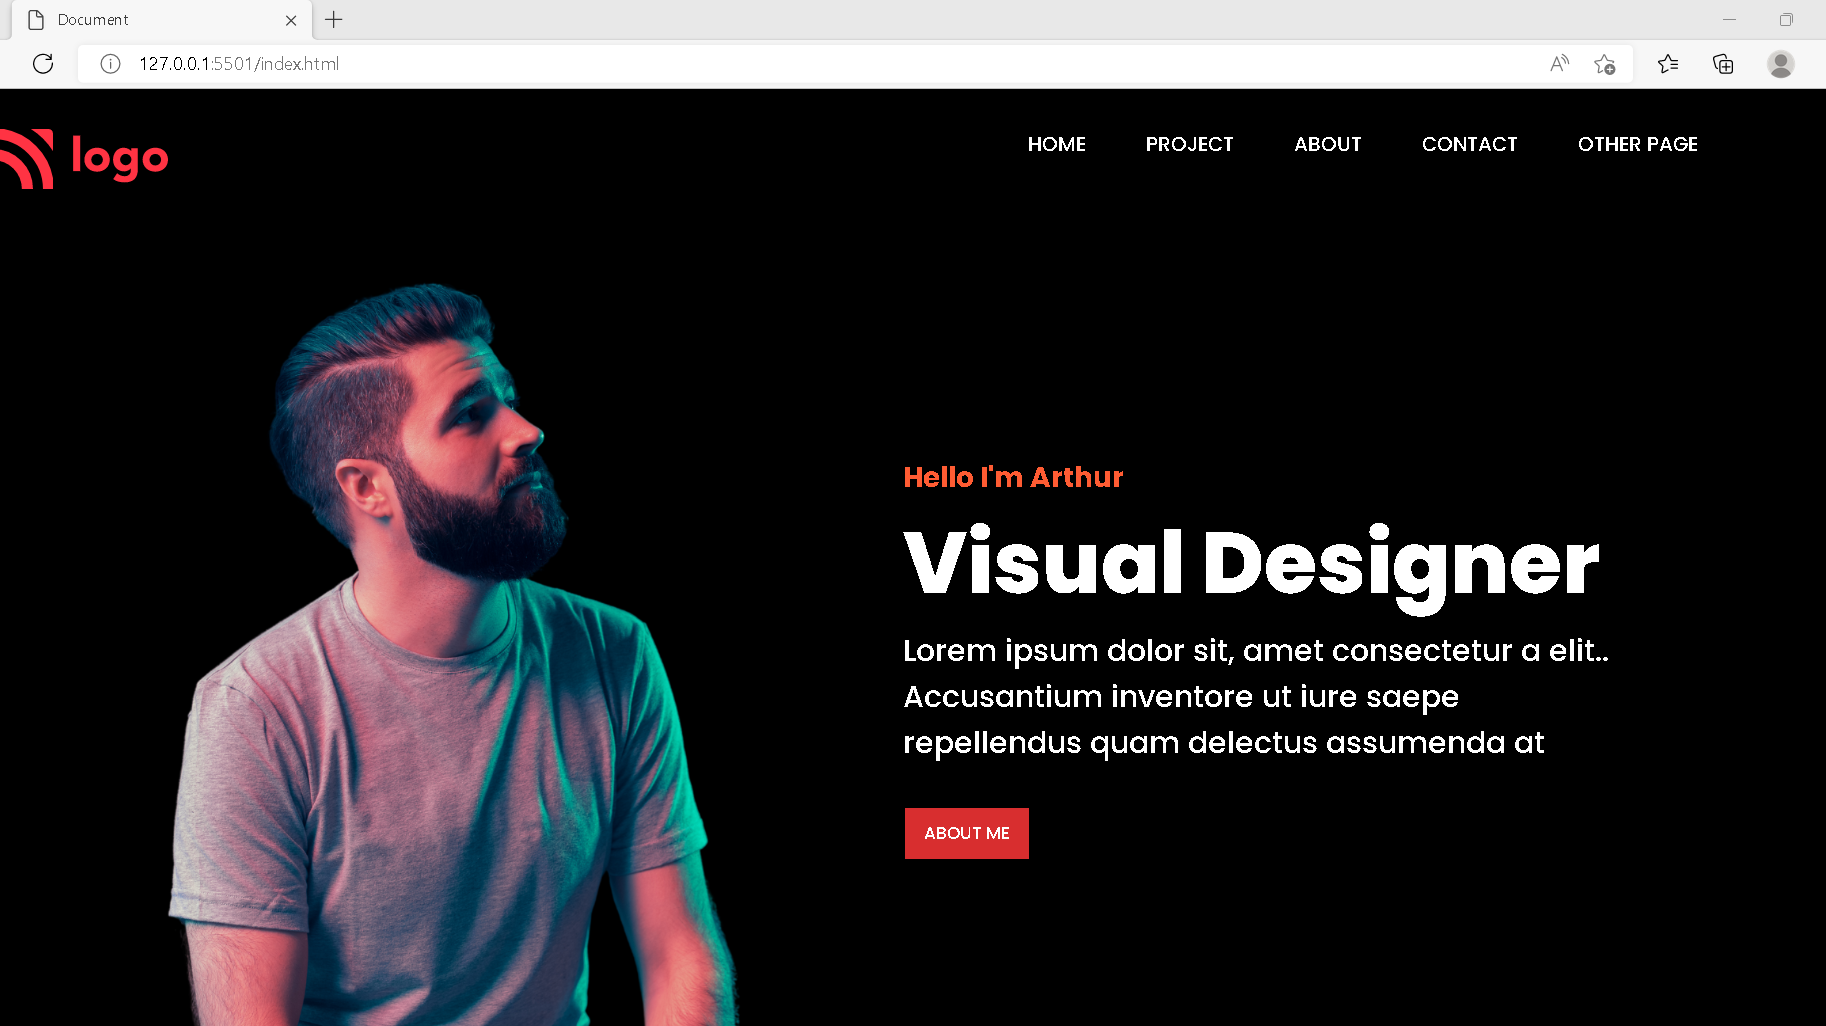 Document
127.0.0.1:5501/index.html
logo
HOME PROJECT ABOUT CONTACT OTHER PAGE
Hello I'm Arthur
Visual Designer
Lorem ipsum dolor sit, amet consectetur a elit..
Accusantium inventore ut iure saepe
repellendus quam delectus assumenda at
ABOUT ME